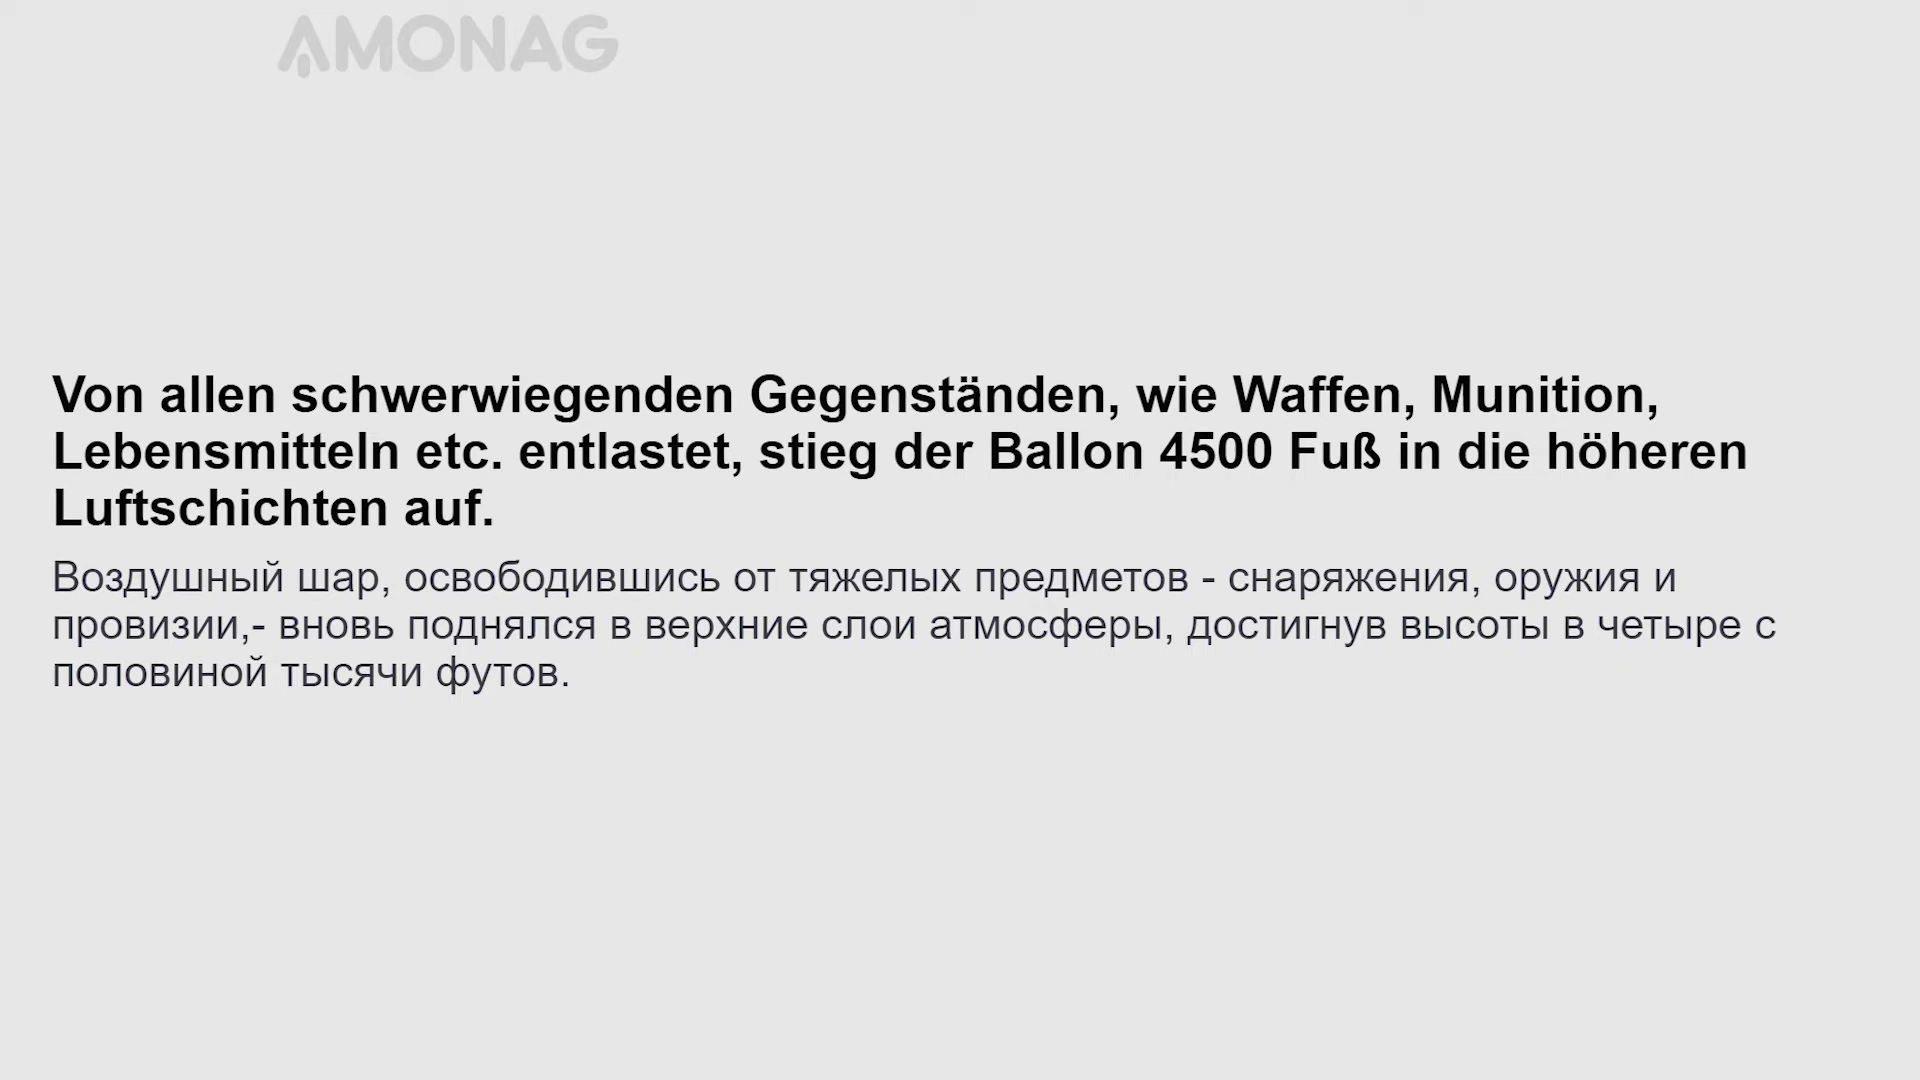 AMONAG
Von allen schwerwiegenden Gegenständen, wie Waffen, Munition,
Lebensmitteln etc. entlastet, stieg der Ballon 4500 Fuß in die höheren
Luftschichten auf.
Воздушный шар, освободившись от тяжелых предметов - снаряжения, оружия и
провизии,- вновь поднялся в верхние слои атмосферы, достигнув высоты в четыре с
половиной тысячи футов.